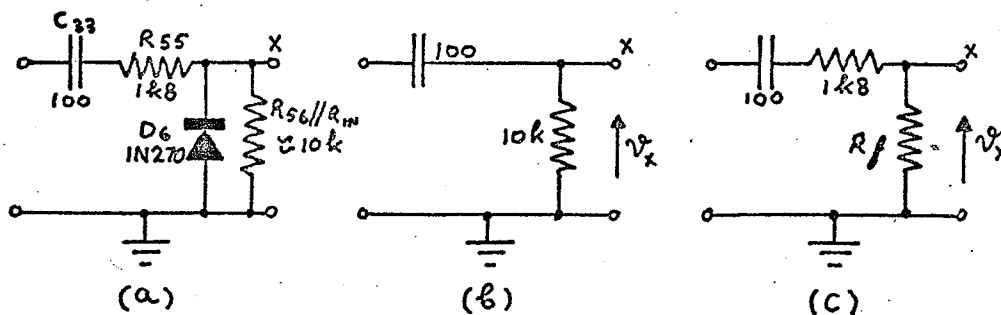 C33
R55
X
100
1k8
D6
1N270
R56//RIN
≈10k
(a)
100
X
10k
vx
(b)
X
100
1k8
Rf
vx
(c)